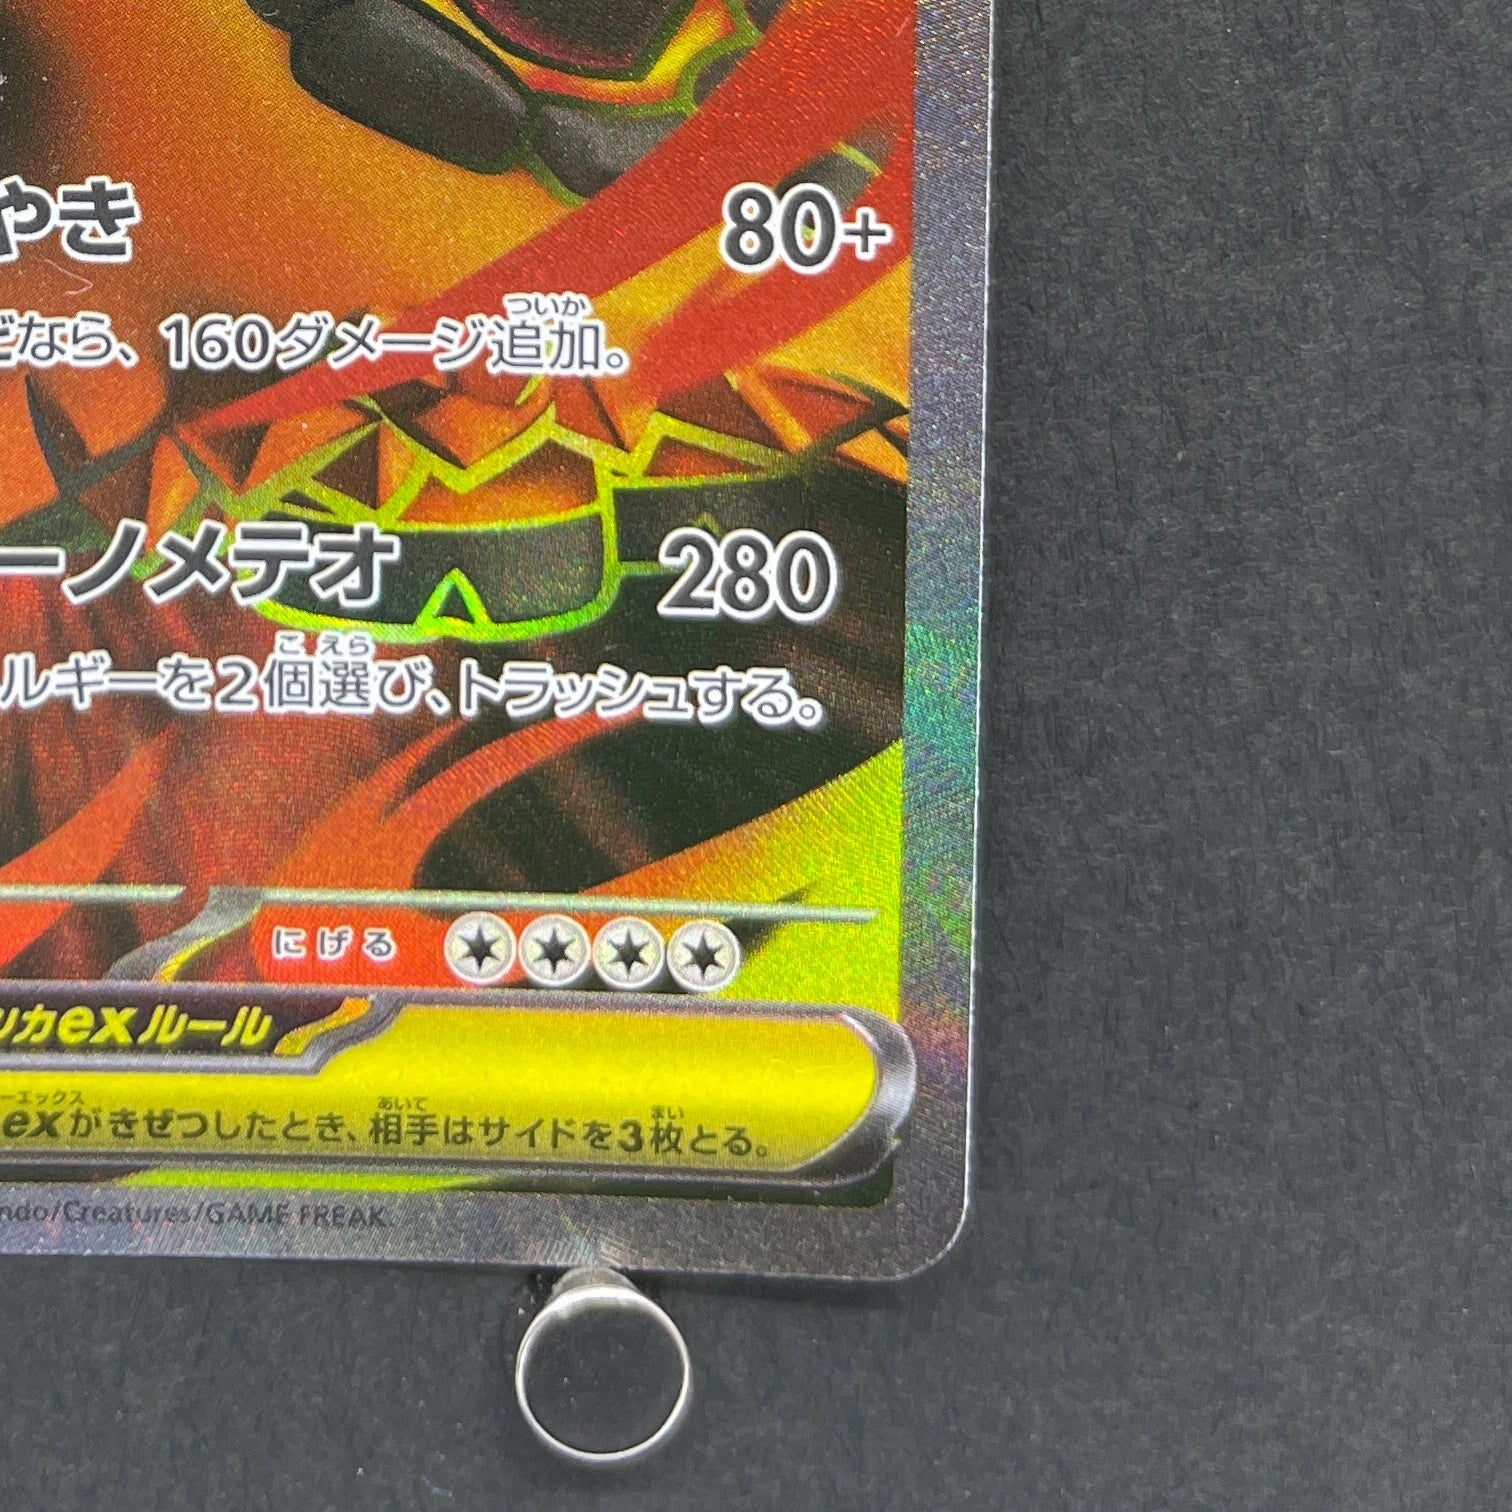 やき 80+
なら、160ダメージ追加。
ついか
ーノメテオ 280
ルギーを2個選び、トラッシュする。
こ えら
にげる
カexルール
ーエックス
exがきぜつしたとき、相手はサイドを3枚とる。
あいて まい
ndo/Creatures/GAME FREAK.